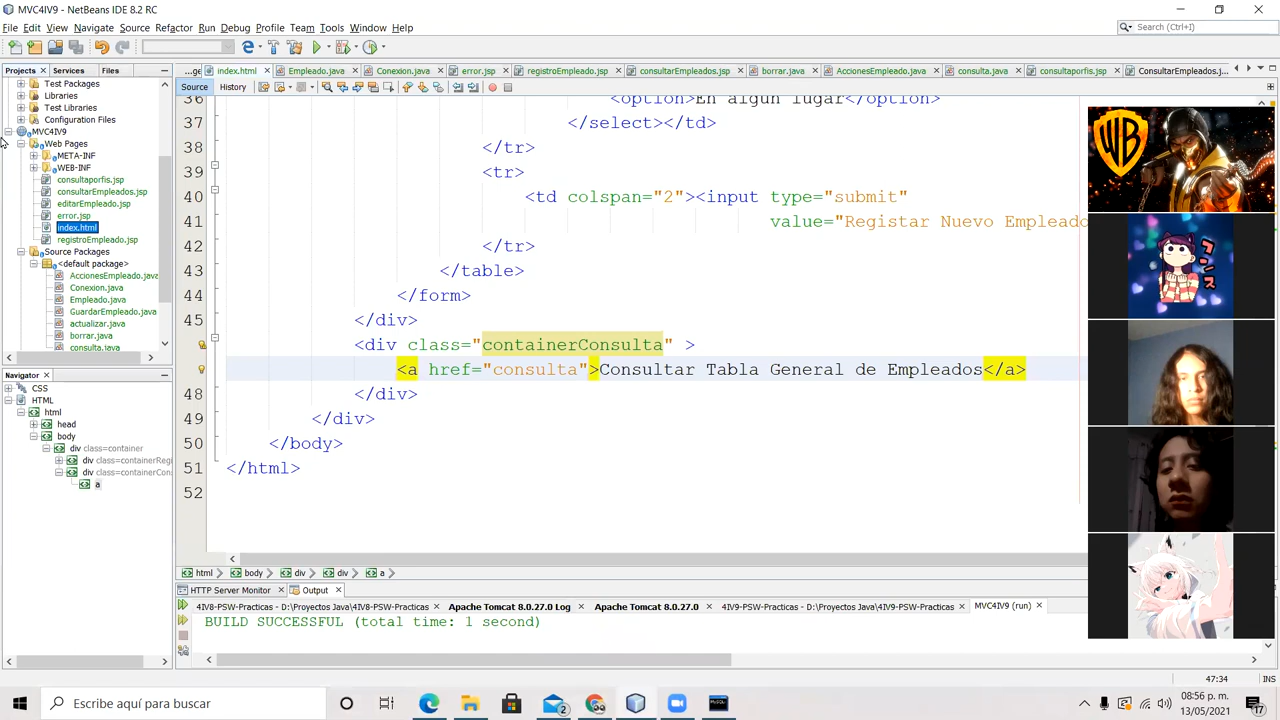 MVC4IV9 - NetBeans IDE 8.2 RC
File Edit View Navigate Source Refactor Run Debug Profile Team Tools Window Help
Search (Ctrl+I)
Projects Services Files
...ge index.html Empleado.java Conexion.java error.jsp registroEmpleado.jsp consultarEmpleados.jsp borrar.java AccionesEmpleado.java consulta.java consultaporfis.jsp ConsultarEmpleados.j...
Source History
Test Packages
Libraries
Test Libraries
Configuration Files
MVC4IV9
Web Pages
META-INF
WEB-INF
consultaporfis.jsp
consultarEmpleados.jsp
editarEmpleado.jsp
error.jsp
index.html
registroEmpleado.jsp
Source Packages
<default package>
AccionesEmpleado.java
Conexion.java
Empleado.java
GuardarEmpleado.java
actualizar.java
borrar.java
consulta.java
Navigator
CSS
HTML
html
head
body
div class=container
div class=containerRegi
div class=containerCon
a
36 <option>En algun lugar</option>
37 </select></td>
38 </tr>
39 <tr>
40 <td colspan="2"><input type="submit"
41 value="Registar Nuevo Empleado
42 </tr>
43 </table>
44 </form>
45 </div>
<div class="containerConsulta" >
<a href="consulta">Consultar Tabla General de Empleados</a>
48 </div>
49 </div>
50 </body>
51 </html>
52
WB
html body div div a
HTTP Server Monitor Output
4IV8-PSW-Practicas - D:\Proyectos Java\4IV8-PSW-Practicas Apache Tomcat 8.0.27.0 Log Apache Tomcat 8.0.27.0 4IV9-PSW-Practicas - D:\Proyectos Java\4IV9-PSW-Practicas MVC4IV9 (run)
BUILD SUCCESSFUL (total time: 1 second)
47:34 INS
Escribe aquí para buscar
2
08:56 p. m.
13/05/2021
17